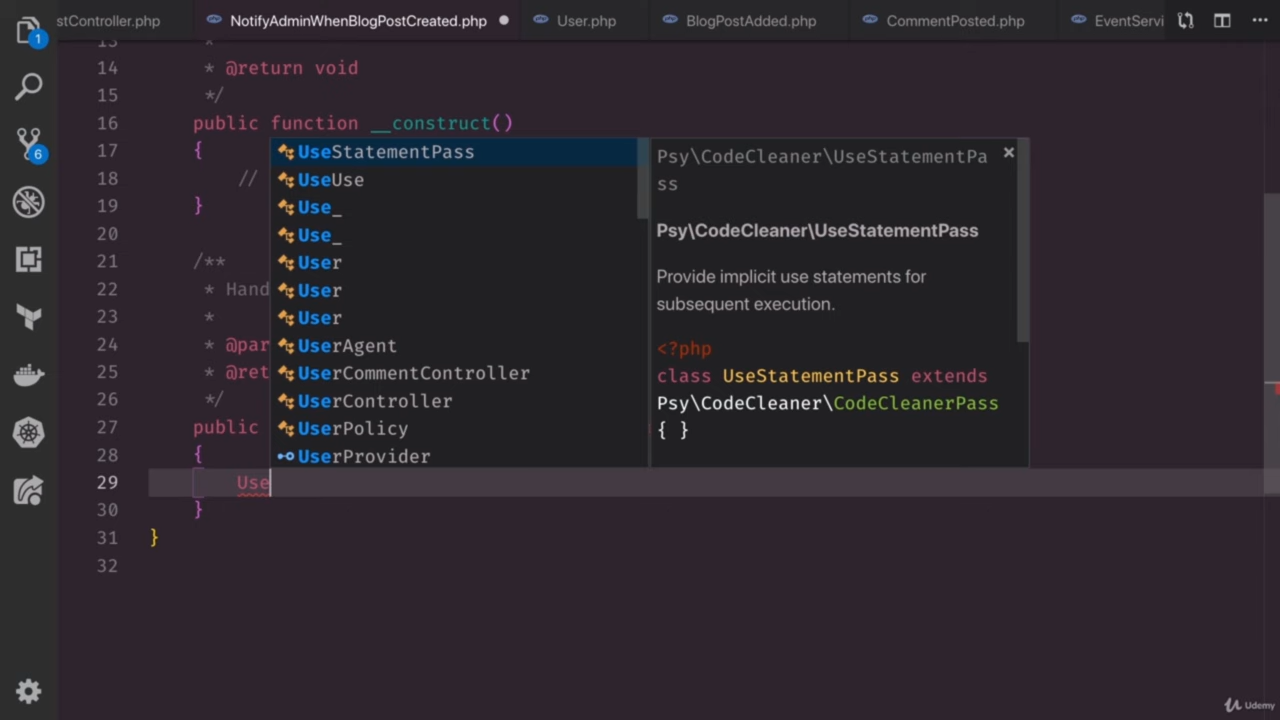 stController.php
NotifyAdminWhenBlogPostCreated.php
User.php
BlogPostAdded.php
CommentPosted.php
EventServi
1
6
13 *
14 * @return void
15 */
16 public function __construct()
17 {
18 //
19 }
20
21 /**
22 * Hand
23 *
24 * @par
25 * @ret
26 */
27 public
28 {
29 Use
30 }
31 }
32
UseStatementPass
UseUse
Use_
Use_
User
User
User
UserAgent
UserCommentController
UserController
UserPolicy
UserProvider
Psy\CodeCleaner\UseStatementPa
ss
Psy\CodeCleaner\UseStatementPass
Provide implicit use statements for
subsequent execution.
<?php
class UseStatementPass extends
Psy\CodeCleaner\CodeCleanerPass
{ }
Udemy